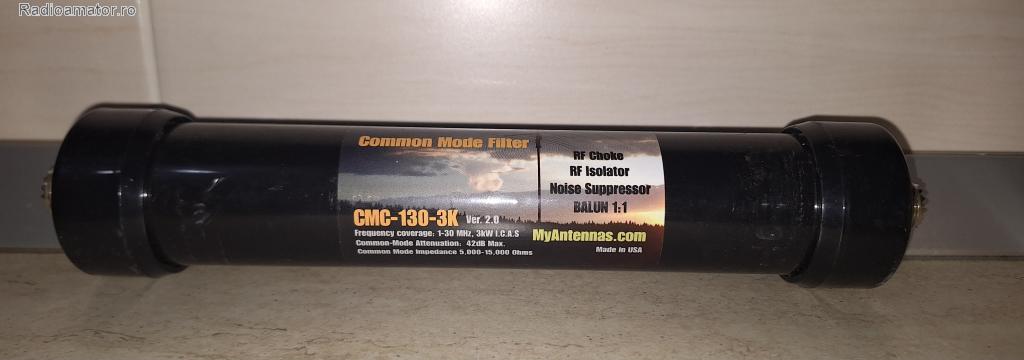 Radioamator.ro
Common Mode Filter
CMC-130-3K Ver. 2.0
Frequency coverage: 1-30 MHz, 3kW I.C.A.S
Common-Mode Attenuation: 42dB Max.
Common Mode Impedance 5,000-15,000 Ohms
RF Choke
RF Isolator
Noise Suppressor
BALUN 1:1
MyAntennas.com
Made in USA